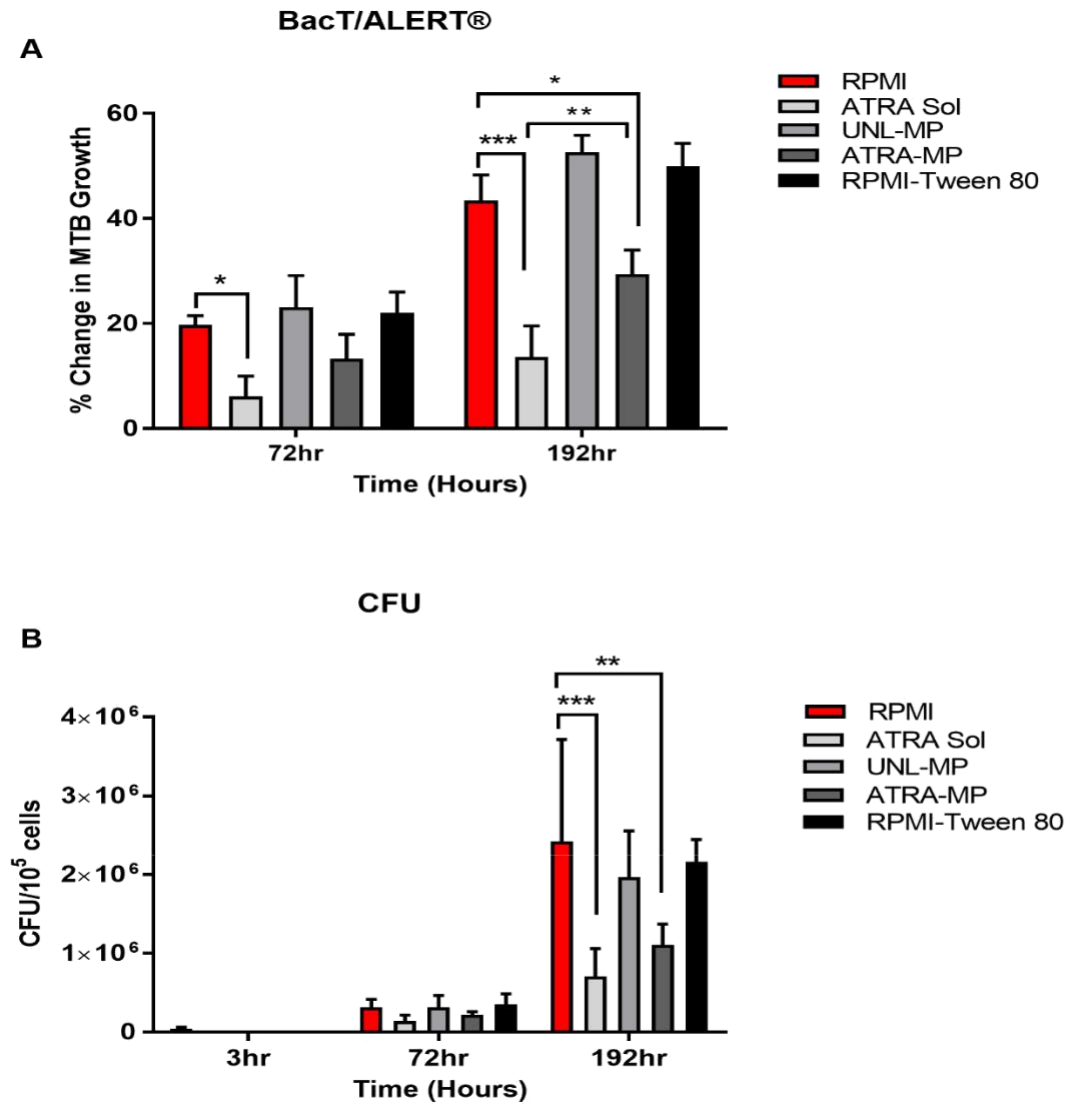 BacT/ALERT®
A
RPMI
ATRA Sol
UNL-MP
ATRA-MP
RPMI-Tween 80
*
**
***
*
60
40
20
0
% Change in MTB Growth
72hr
192hr
Time (Hours)
CFU
B
RPMI
ATRA Sol
UNL-MP
ATRA-MP
RPMI-Tween 80
**
***
4×10⁶
3×10⁶
2×10⁶
1×10⁶
0
CFU/10⁵ cells
3hr
72hr
192hr
Time (Hours)